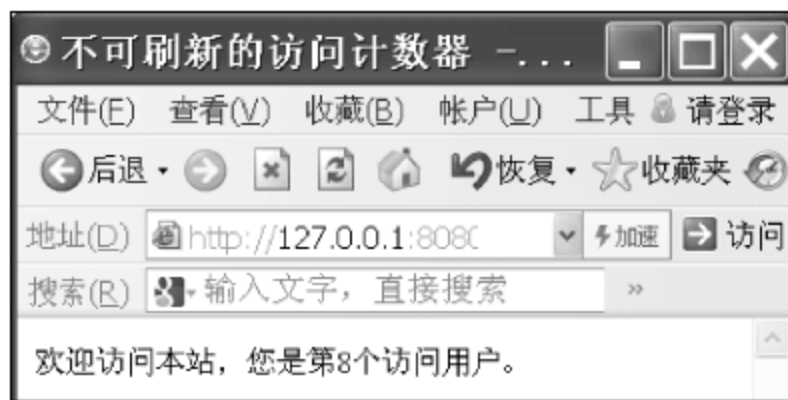 不可刷新的访问计数器 -...
文件(F) 查看(V) 收藏(B) 帐户(U) 工具 请登录
后退 恢复 收藏夹
地址(D) http://127.0.0.1:8080 加速 访问
搜索(R) 输入文字，直接搜索 »
欢迎访问本站，您是第8个访问用户。